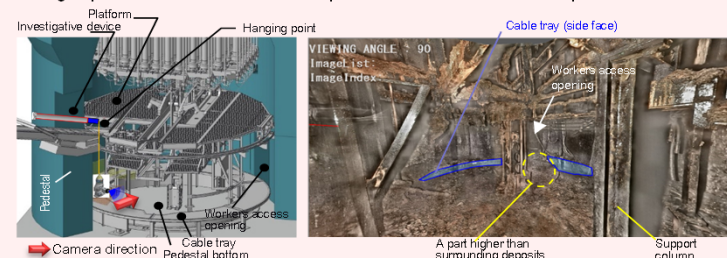 Platform
Investigative device
Hanging point
Pedestal
Workers access
opening
Cable tray
Pedestal bottom
Camera direction
Cable tray (side face)
VIEWING ANGLE : 90
ImageList
ImageIndex
Workers access
opening
A part higher than
surrounding deposits
Support
column